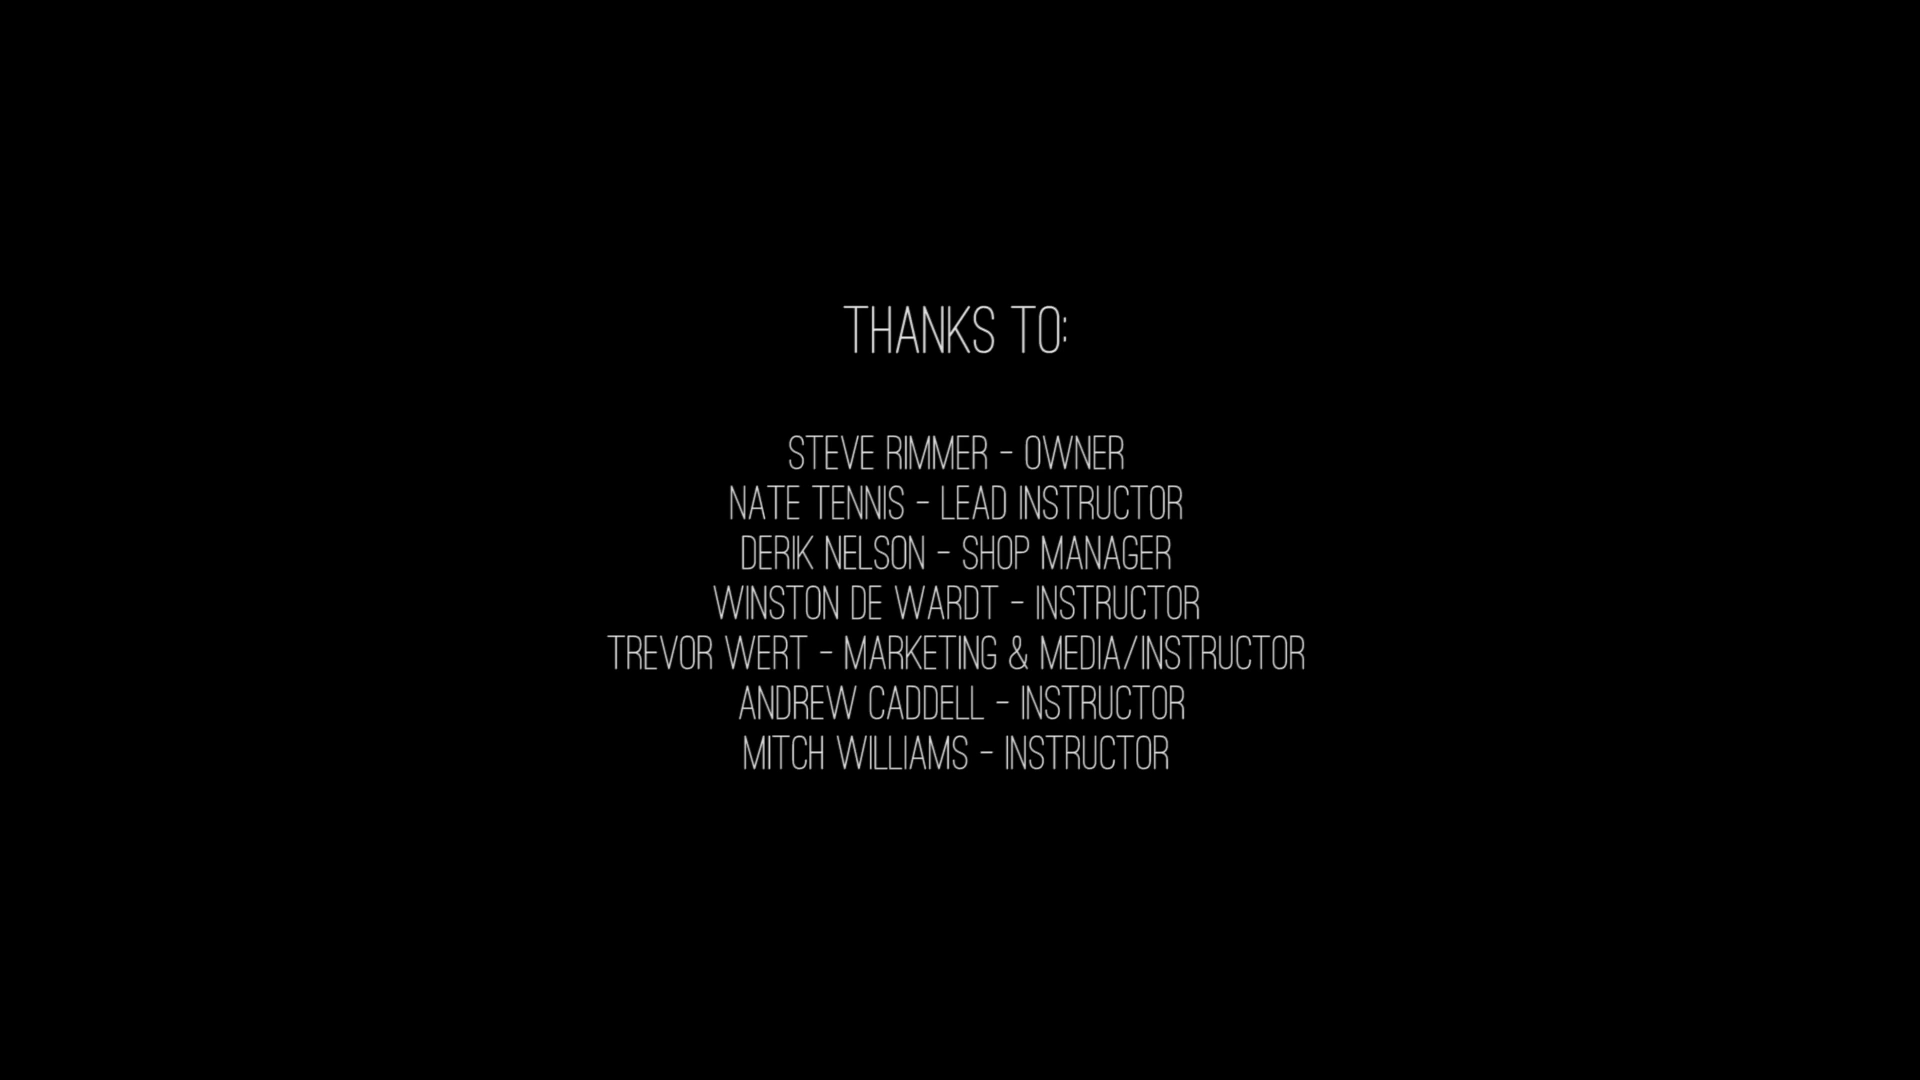 THANKS TO:
STEVE RIMMER - OWNER
NATE TENNIS - LEAD INSTRUCTOR
DERIK NELSON - SHOP MANAGER
WINSTON DE WARDT - INSTRUCTOR
TREVOR WERT - MARKETING & MEDIA/INSTRUCTOR
ANDREW CADDELL - INSTRUCTOR
MITCH WILLIAMS - INSTRUCTOR